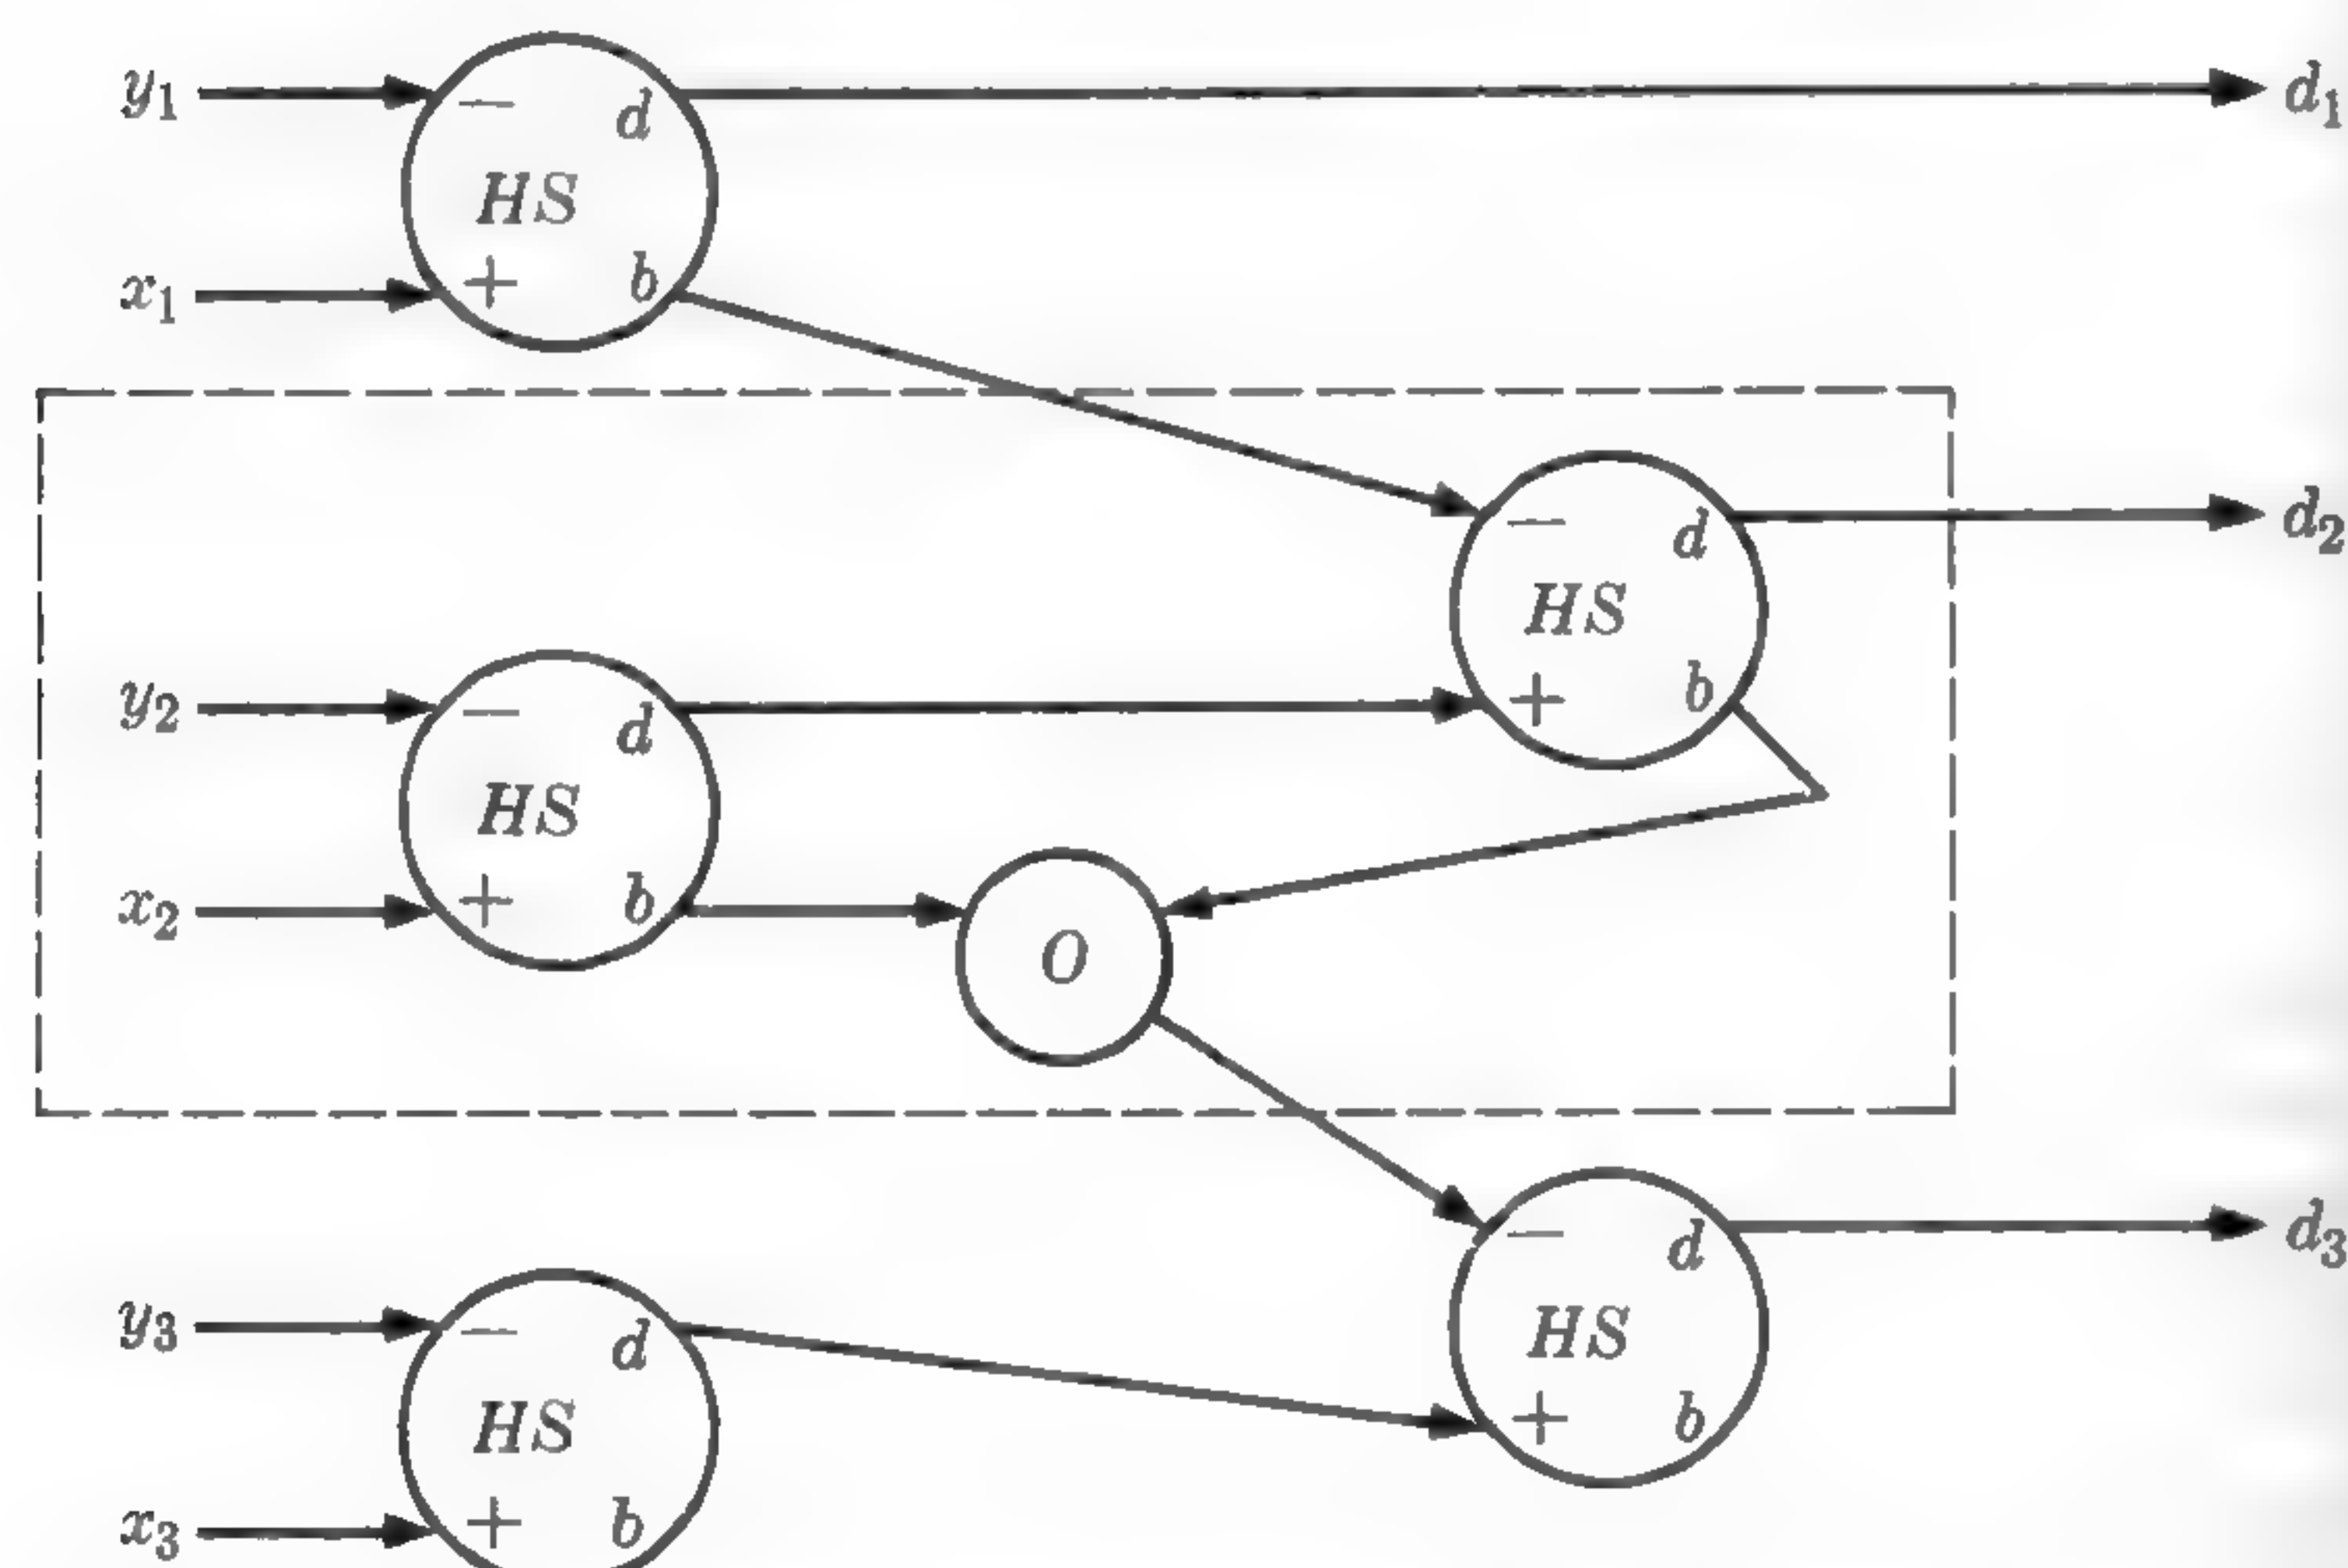 y₁ − d d₁
HS
x₁ + b
− d d₂
HS
y₂ − d + b
HS
x₂ + b O
− d d₃
y₃ − d HS
HS + b
x₃ + b